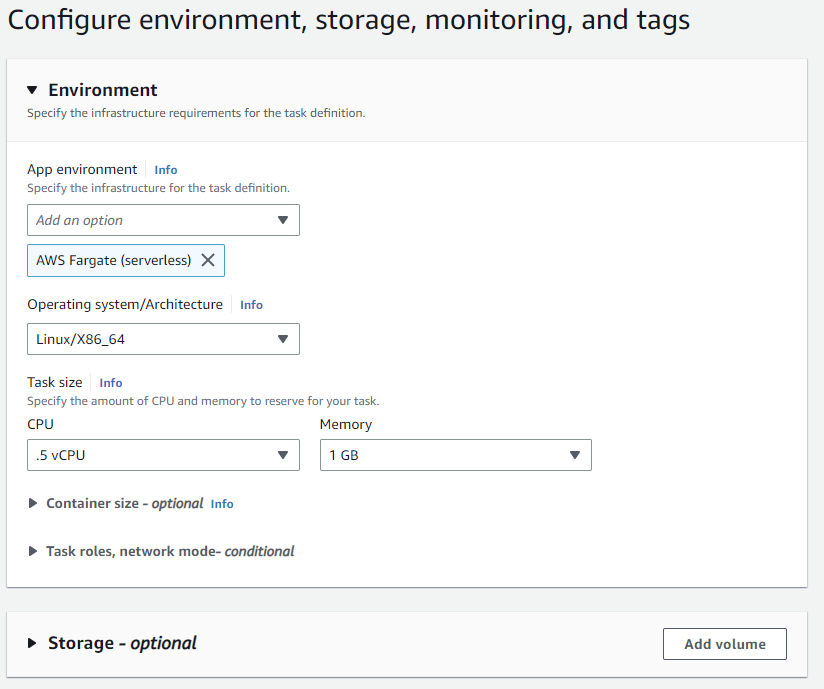 Configure environment, storage, monitoring, and tags
Environment
Specify the infrastructure requirements for the task definition.
App environment Info
Specify the infrastructure for the task definition.
Add an option
AWS Fargate (serverless)
Operating system/Architecture Info
Linux/X86_64
Task size Info
Specify the amount of CPU and memory to reserve for your task.
CPU Memory
.5 vCPU 1 GB
Container size - optional Info
Task roles, network mode- conditional
Storage - optional Add volume